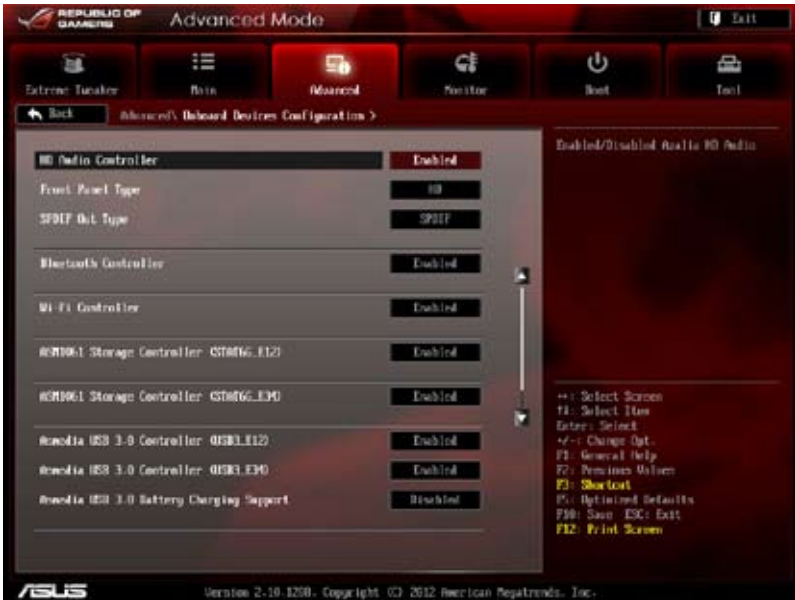 REPUBLIC OF GAMERS
Advanced Mode
Exit
Extreme Tweaker
Main
Advanced
Monitor
Boot
Tool
Back
Advanced\ Onboard Devices Configuration >
HD Audio Controller
Enabled
Front Panel Type
HD
SPDIF Out Type
SPDIF
Bluetooth Controller
Enabled
Wi-Fi Controller
Enabled
ASM1061 Storage Controller (SATA6G_E12)
Enabled
ASM1061 Storage Controller (SATA6G_E34)
Enabled
Asmedia USB 3.0 Controller (USB3_E12)
Enabled
Asmedia USB 3.0 Controller (USB3_E34)
Enabled
Asmedia USB 3.0 Battery Charging Support
Disabled
Enabled/Disabled Azalia HD Audio
→←: Select Screen
↑↓: Select Item
Enter: Select
+/-: Change Opt.
F1: General Help
F2: Previous Values
F3: Shortcut
F5: Optimized Defaults
F10: Save ESC: Exit
F12: Print Screen
ASUS
Version 2.10.1208. Copyright (C) 2012 American Megatrends, Inc.